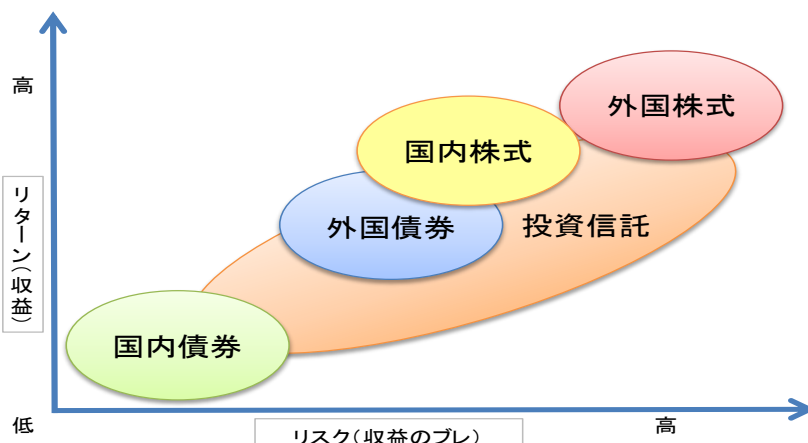 高
外国株式
国内株式
リターン(収益)
外国債券
投資信託
国内債券
低
リスク(収益のブレ)
高